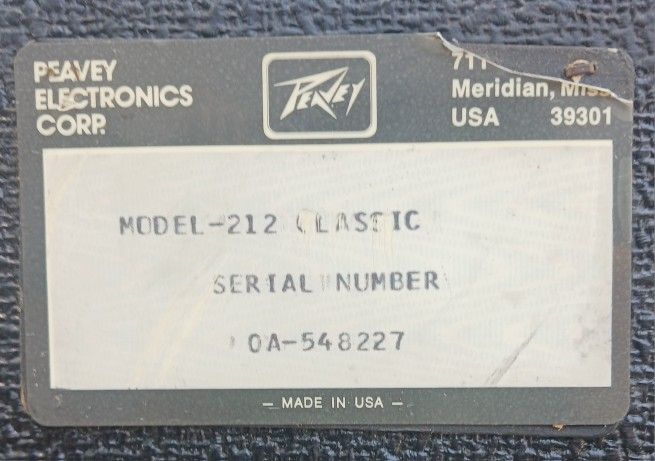 PEAVEY
ELECTRONICS
CORP.
PEAVEY
711
Meridian, Miss.
USA 39301
MODEL-212 CLASSIC
SERIAL NUMBER
0A-548227
— MADE IN USA —